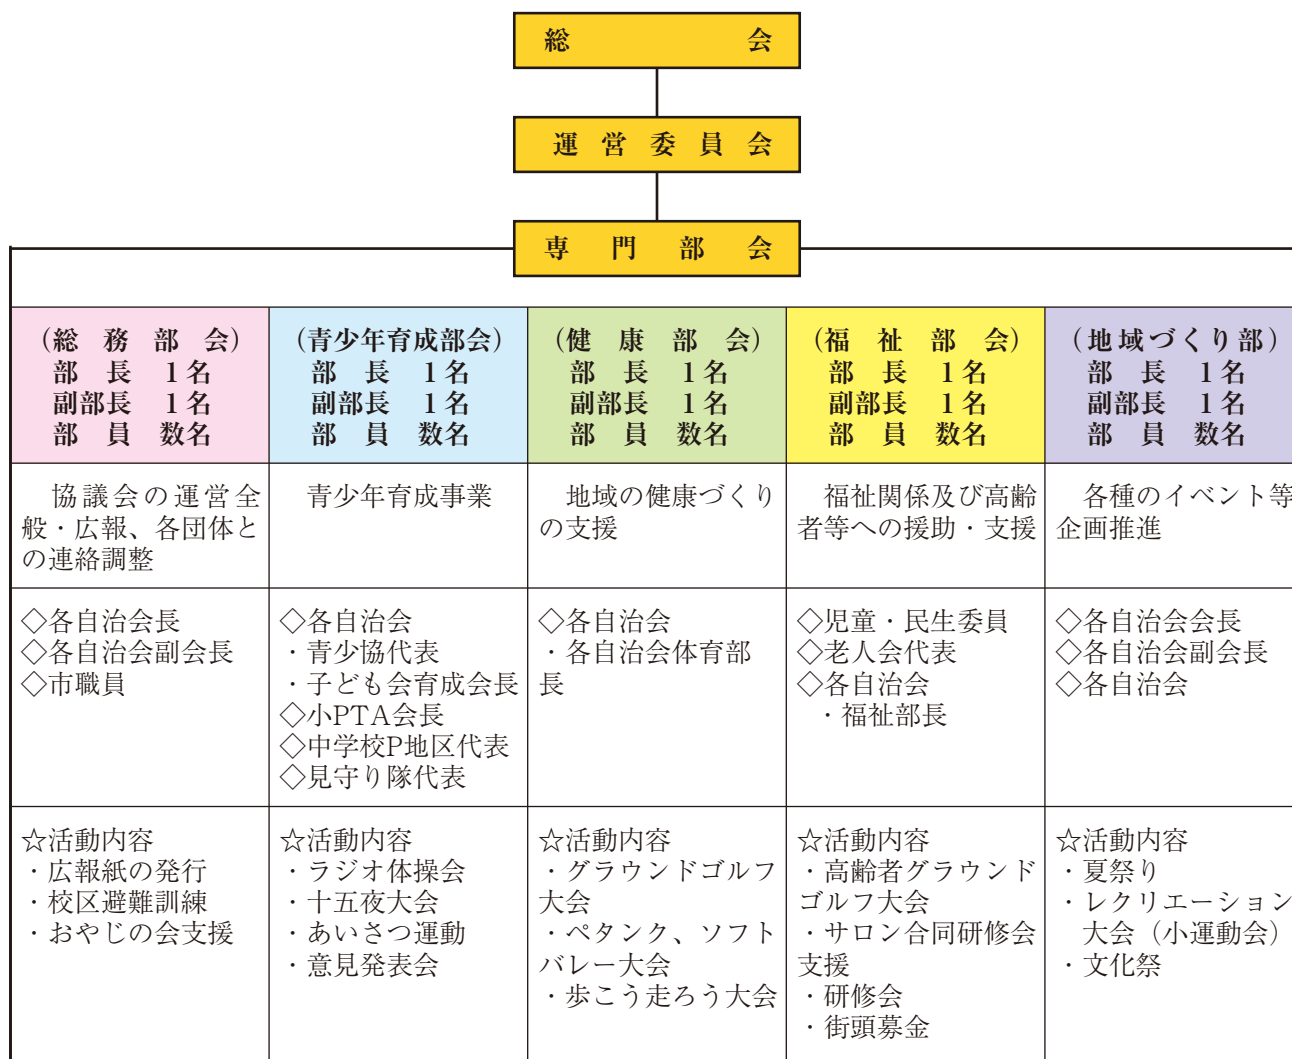 総会
運営委員会
専門部会
（総務部会）
部長 1名
副部長 1名
部員 数名
協議会の運営全
般・広報、各団体と
の連絡調整
◇各自治会長
◇各自治会副会長
◇市職員
☆活動内容
・広報紙の発行
・校区避難訓練
・おやじの会支援
（青少年育成部会）
部長 1名
副部長 1名
部員 数名
青少年育成事業
◇各自治会
・青少協代表
・子ども会育成会長
◇小PTA会長
◇中学校P地区代表
◇見守り隊代表
☆活動内容
・ラジオ体操会
・十五夜大会
・あいさつ運動
・意見発表会
（健康部会）
部長 1名
副部長 1名
部員 数名
地域の健康づくり
の支援
◇各自治会
・各自治会体育部
長
☆活動内容
・グラウンドゴルフ
大会
・ペタンク、ソフト
バレー大会
・歩こう走ろう大会
（福祉部会）
部長 1名
副部長 1名
部員 数名
福祉関係及び高齢
者等への援助・支援
◇児童・民生委員
◇老人会代表
◇各自治会
・福祉部長
☆活動内容
・高齢者グラウンド
ゴルフ大会
・サロン合同研修会
支援
・研修会
・街頭募金
（地域づくり部）
部長 1名
副部長 1名
部員 数名
各種のイベント等
企画推進
◇各自治会会長
◇各自治会副会長
◇各自治会
☆活動内容
・夏祭り
・レクリエーション
大会（小運動会）
・文化祭